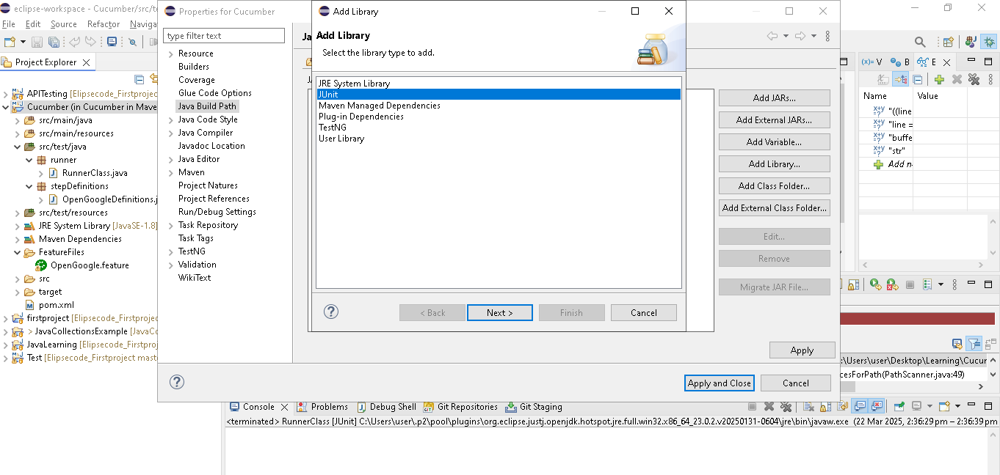 eclipse-workspace - Cucumber/src/te
File Edit Source Refactor Naviga
Project Explorer
APITesting [Elipsecode_Firstprojec
Cucumber (in Cucumber in Mave
src/main/java
src/main/resources
src/test/java
runner
RunnerClass.java
stepDefinitions
OpenGoogleDefinitions.j
src/test/resources
JRE System Library [JavaSE-1.8]
Maven Dependencies
FeatureFiles
OpenGoogle.feature
src
target
pom.xml
firstproject [Elipsecode_Firstprojec
> JavaCollectionsExample [JavaCo
JavaLearning [Elipsecode_Firstproj
Test [Elipsecode_Firstproject mast
Properties for Cucumber
type filter text
Resource
Builders
Coverage
Glue Code Options
Java Build Path
Java Code Style
Java Compiler
Javadoc Location
Java Editor
Maven
Project Natures
Project References
Run/Debug Settings
Task Repository
Task Tags
TestNG
Validation
WikiText
Ja
Add Library
Add Library
Select the library type to add.
JRE System Library
JUnit
Maven Managed Dependencies
Plug-in Dependencies
TestNG
User Library
< Back
Next >
Finish
Cancel
Add JARs...
Add External JARs...
Add Variable...
Add Library...
Add Class Folder...
Add External Class Folder...
Edit...
Remove
Migrate JAR File...
Apply
Apply and Close
Cancel
(x)= V B E
Name Value
"((line
"line =
"buffe
"str"
Add n
:\Users\user\Desktop\Learning\Cucur
cesForPath(PathScanner.java:49)
Console Problems Debug Shell Git Repositories Git Staging
<terminated> RunnerClass [JUnit] C:\Users\user\.p2\pool\plugins\org.eclipse.justj.openjdk.hotspot.jre.full.win32.x86_64_23.0.2.v20250131-0604\jre\bin\javaw.exe (22 Mar 2025, 2:36:29 pm – 2:36:39 pm